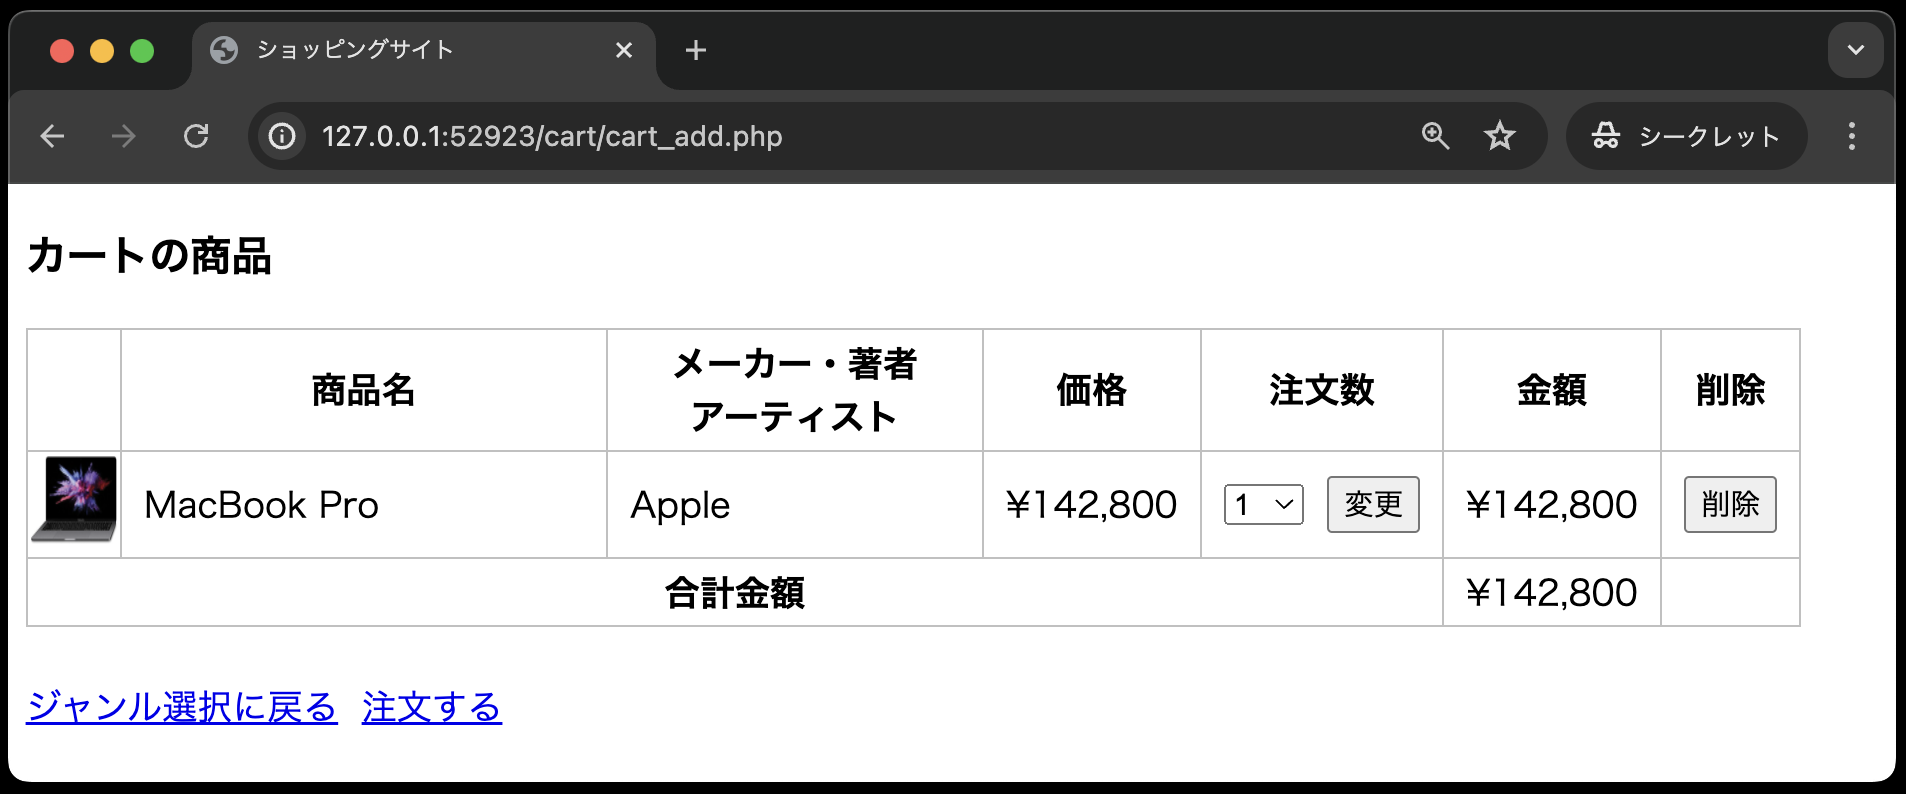 ショッピングサイト
127.0.0.1:52923/cart/cart_add.php
シークレット
カートの商品
商品名
メーカー・著者
アーティスト
価格
注文数
金額
削除
MacBook Pro
Apple
¥142,800
1
変更
¥142,800
削除
合計金額
¥142,800
ジャンル選択に戻る 注文する